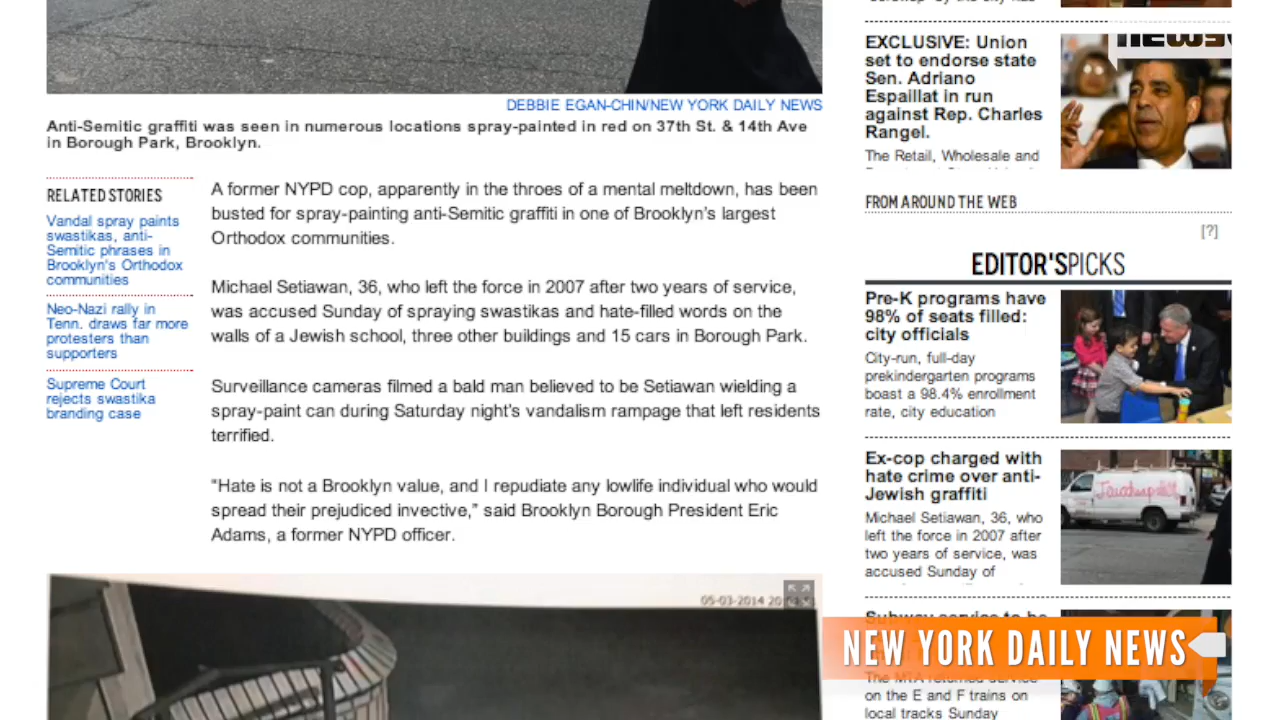 DEBBIE EGAN-CHIN/NEW YORK DAILY NEWS
Anti-Semitic graffiti was seen in numerous locations spray-painted in red on 37th St. & 14th Ave
in Borough Park, Brooklyn.
RELATED STORIES
Vandal spray paints
swastikas, anti-
Semitic phrases in
Brooklyn's Orthodox
communities
Neo-Nazi rally in
Tenn. draws far more
protesters than
supporters
Supreme Court
rejects swastika
branding case
A former NYPD cop, apparently in the throes of a mental meltdown, has been
busted for spray-painting anti-Semitic graffiti in one of Brooklyn's largest
Orthodox communities.
Michael Setiawan, 36, who left the force in 2007 after two years of service,
was accused Sunday of spraying swastikas and hate-filled words on the
walls of a Jewish school, three other buildings and 15 cars in Borough Park.
Surveillance cameras filmed a bald man believed to be Setiawan wielding a
spray-paint can during Saturday night's vandalism rampage that left residents
terrified.
"Hate is not a Brooklyn value, and I repudiate any lowlife individual who would
spread their prejudiced invective," said Brooklyn Borough President Eric
Adams, a former NYPD officer.
05-03-2014
EXCLUSIVE: Union
set to endorse state
Sen. Adriano
Espaillat in run
against Rep. Charles
Rangel.
The Retail, Wholesale and
newsy
FROM AROUND THE WEB
[?]
EDITOR'SPICKS
Pre-K programs have
98% of seats filled:
city officials
City-run, full-day
prekindergarten programs
boast a 98.4% enrollment
rate, city education
Ex-cop charged with
hate crime over anti-
Jewish graffiti
Michael Setiawan, 36, who
left the force in 2007 after
two years of service, was
accused Sunday of
Subway service to be
NEW YORK DAILY NEWS
The MTA returned service
on the E and F trains on
local tracks Sunday